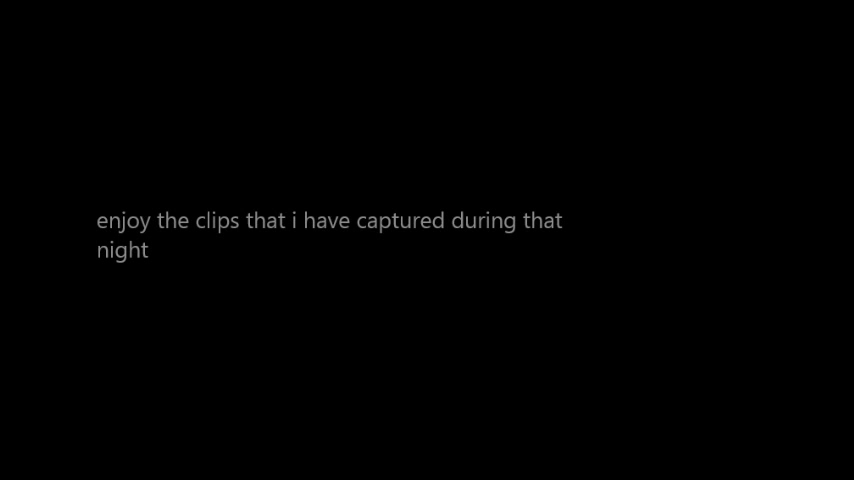 enjoy the clips that i have captured during that
night